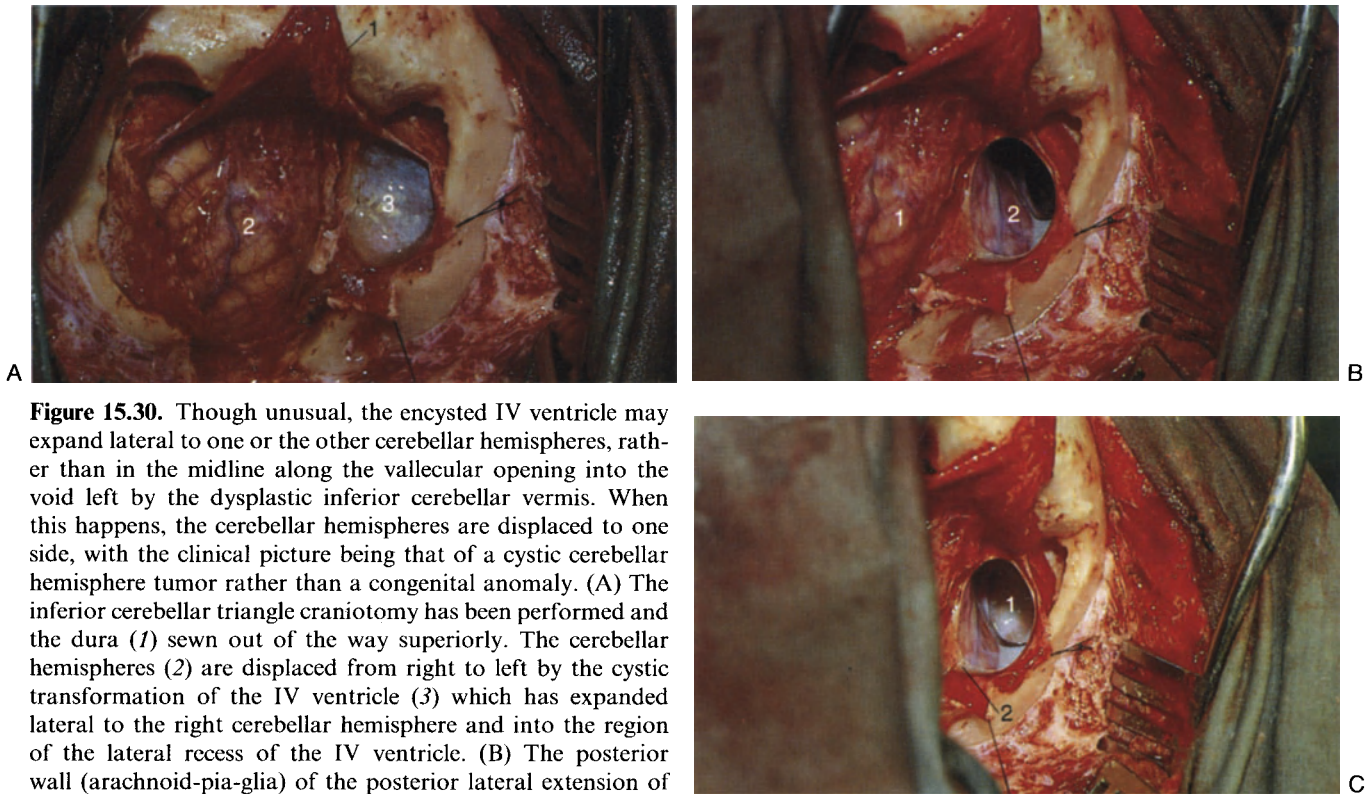 1
2
3
A
1
2
B
Figure 15.30. Though unusual, the encysted IV ventricle may
expand lateral to one or the other cerebellar hemispheres, rath-
er than in the midline along the vallecular opening into the
void left by the dysplastic inferior cerebellar vermis. When
this happens, the cerebellar hemispheres are displaced to one
side, with the clinical picture being that of a cystic cerebellar
hemisphere tumor rather than a congenital anomaly. (A) The
inferior cerebellar triangle craniotomy has been performed and
the dura (1) sewn out of the way superiorly. The cerebellar
hemispheres (2) are displaced from right to left by the cystic
transformation of the IV ventricle (3) which has expanded
lateral to the right cerebellar hemisphere and into the region
of the lateral recess of the IV ventricle. (B) The posterior
wall (arachnoid-pia-glia) of the posterior lateral extension of
1
2
C